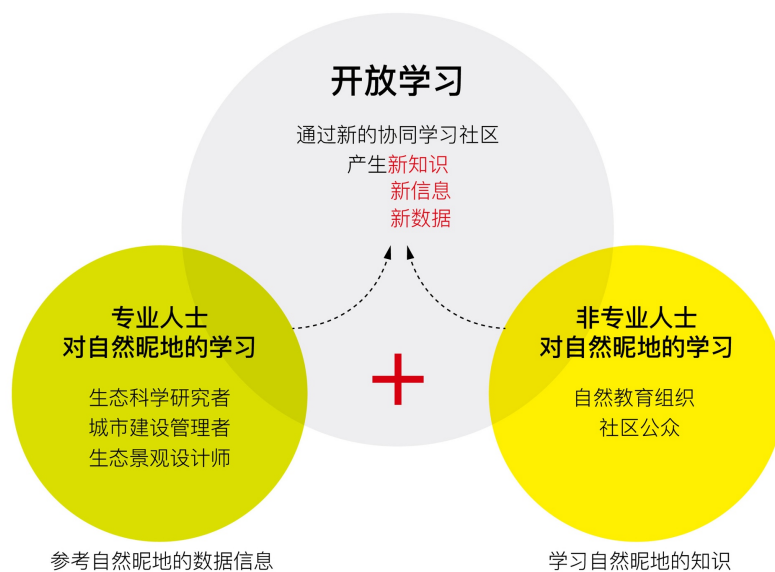 开放学习
通过新的协同学习社区
产生新知识
新信息
新数据
专业人士
对自然昵地的学习
生态科学研究者
城市建设管理者
生态景观设计师
参考自然昵地的数据信息
+
非专业人士
对自然昵地的学习
自然教育组织
社区公众
学习自然昵地的知识